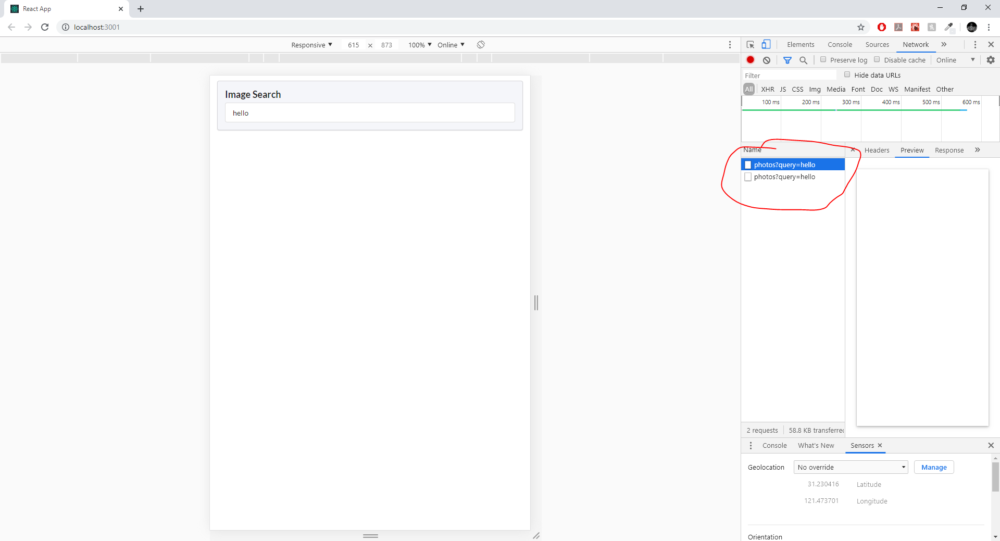 React App
localhost:3001
Responsive 615 × 873 100% Online
Elements Console Sources Network
Preserve log Disable cache Online
Filter Hide data URLs
All XHR JS CSS Img Media Font Doc WS Manifest Other
100 ms 200 ms 300 ms 400 ms 500 ms 600 ms
Image Search
hello
Name
Headers Preview Response
photos?query=hello
photos?query=hello
2 requests 58.8 KB transferred
Console What's New Sensors
Geolocation No override Manage
31.230416 Latitude
121.473701 Longitude
Orientation